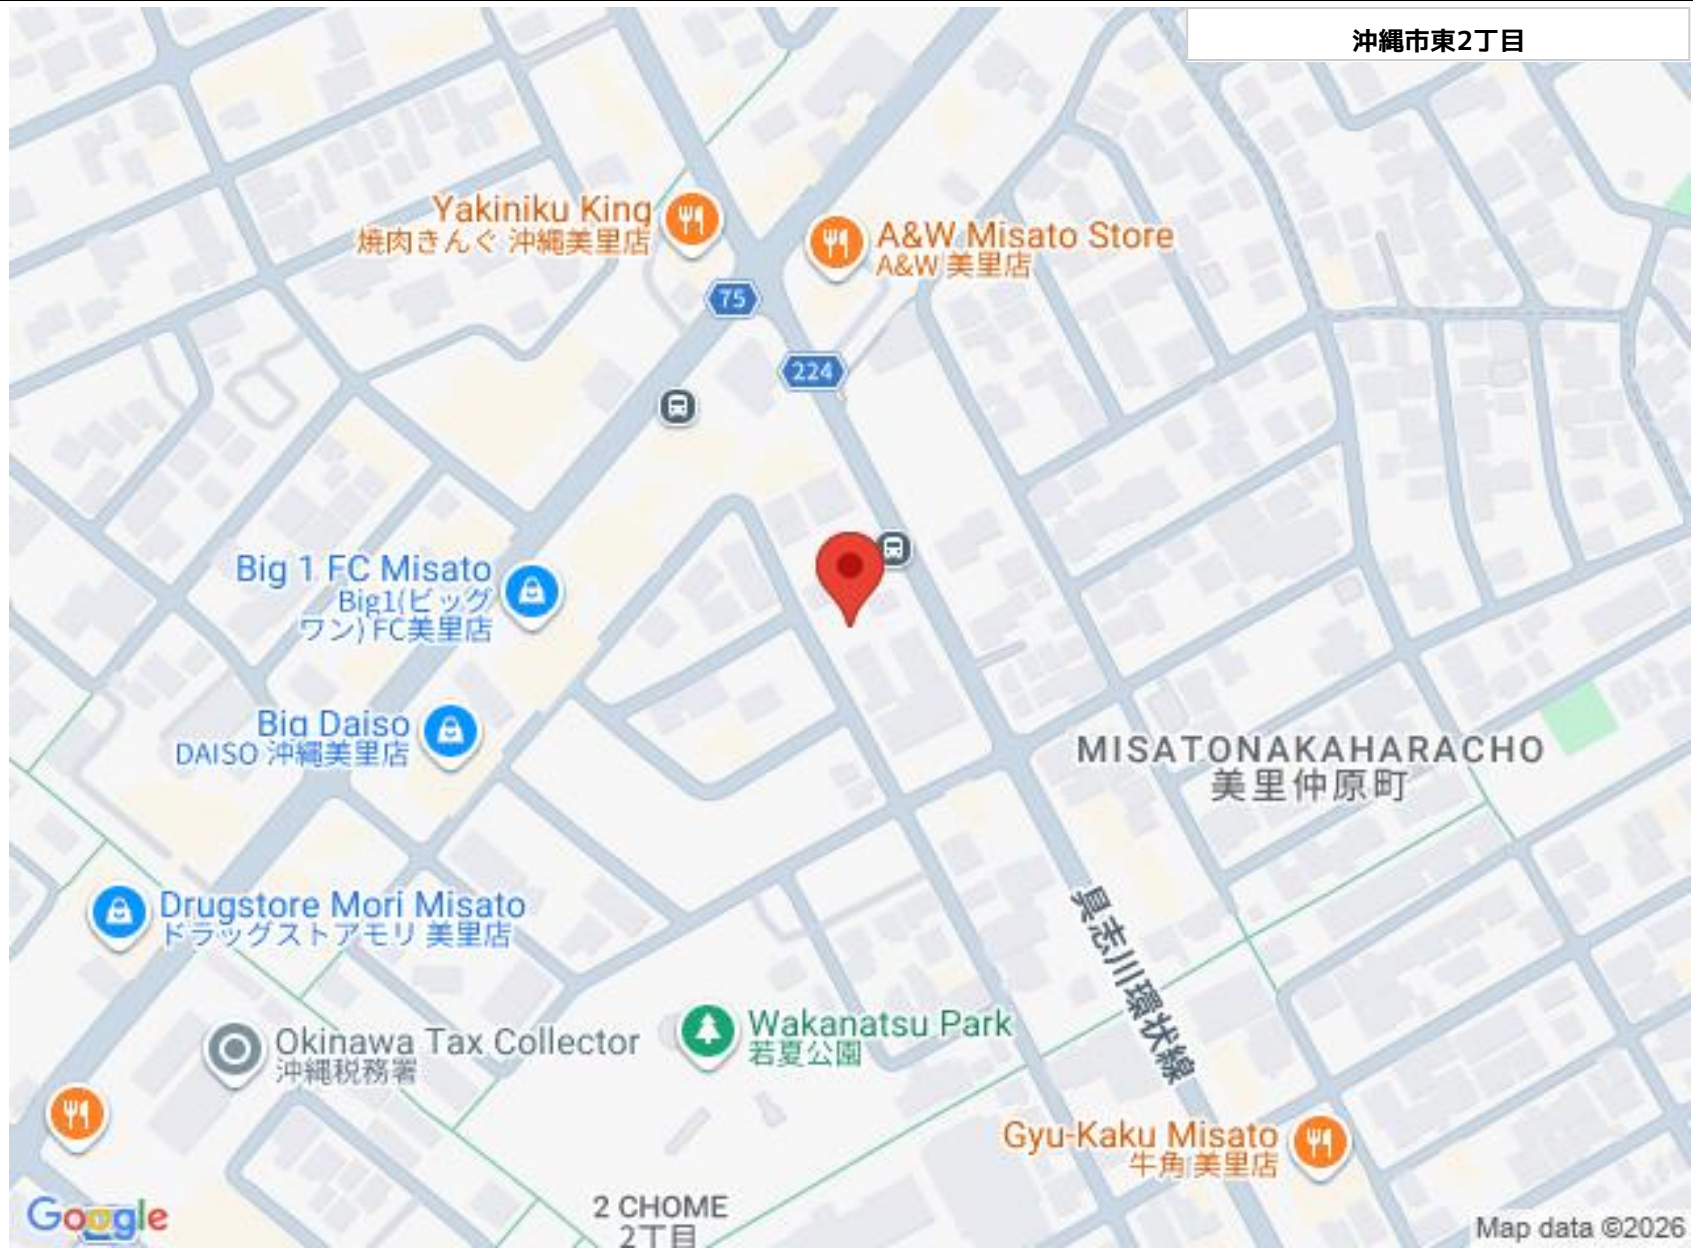 沖縄市東2丁目
Yakiniku King
焼肉きんぐ 沖縄美里店
A&W Misato Store
A&W 美里店
75
224
Big 1 FC Misato
Big1(ビッグ
ワン) FC美里店
Big Daiso
DAISO 沖縄美里店
MISATONAKAHARACHO
美里仲原町
Drugstore Mori Misato
ドラッグストアモリ 美里店
具志川環状線
Okinawa Tax Collector
沖縄税務署
Wakanatsu Park
若夏公園
Gyu-Kaku Misato
牛角 美里店
2 CHOME
2丁目
Google
Map data ©2026